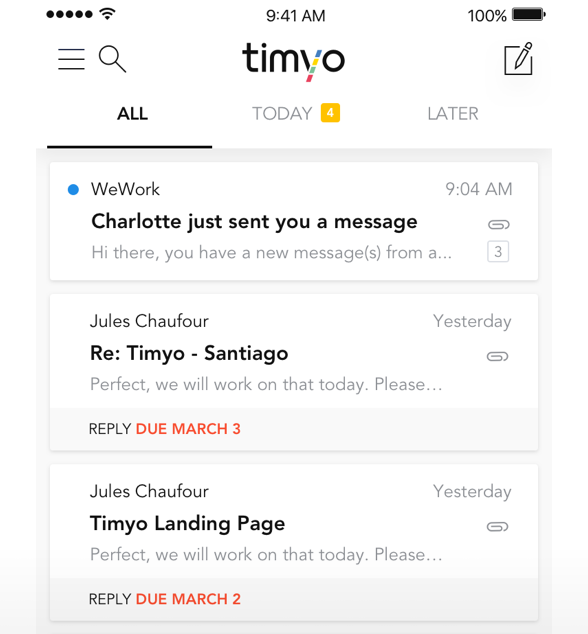 9:41 AM 100%
timyo
ALL TODAY 4 LATER
WeWork 9:04 AM
Charlotte just sent you a message
Hi there, you have a new message(s) from a... 3
Jules Chaufour Yesterday
Re: Timyo - Santiago
Perfect, we will work on that today. Please...
REPLY DUE MARCH 3
Jules Chaufour Yesterday
Timyo Landing Page
Perfect, we will work on that today. Please...
REPLY DUE MARCH 2